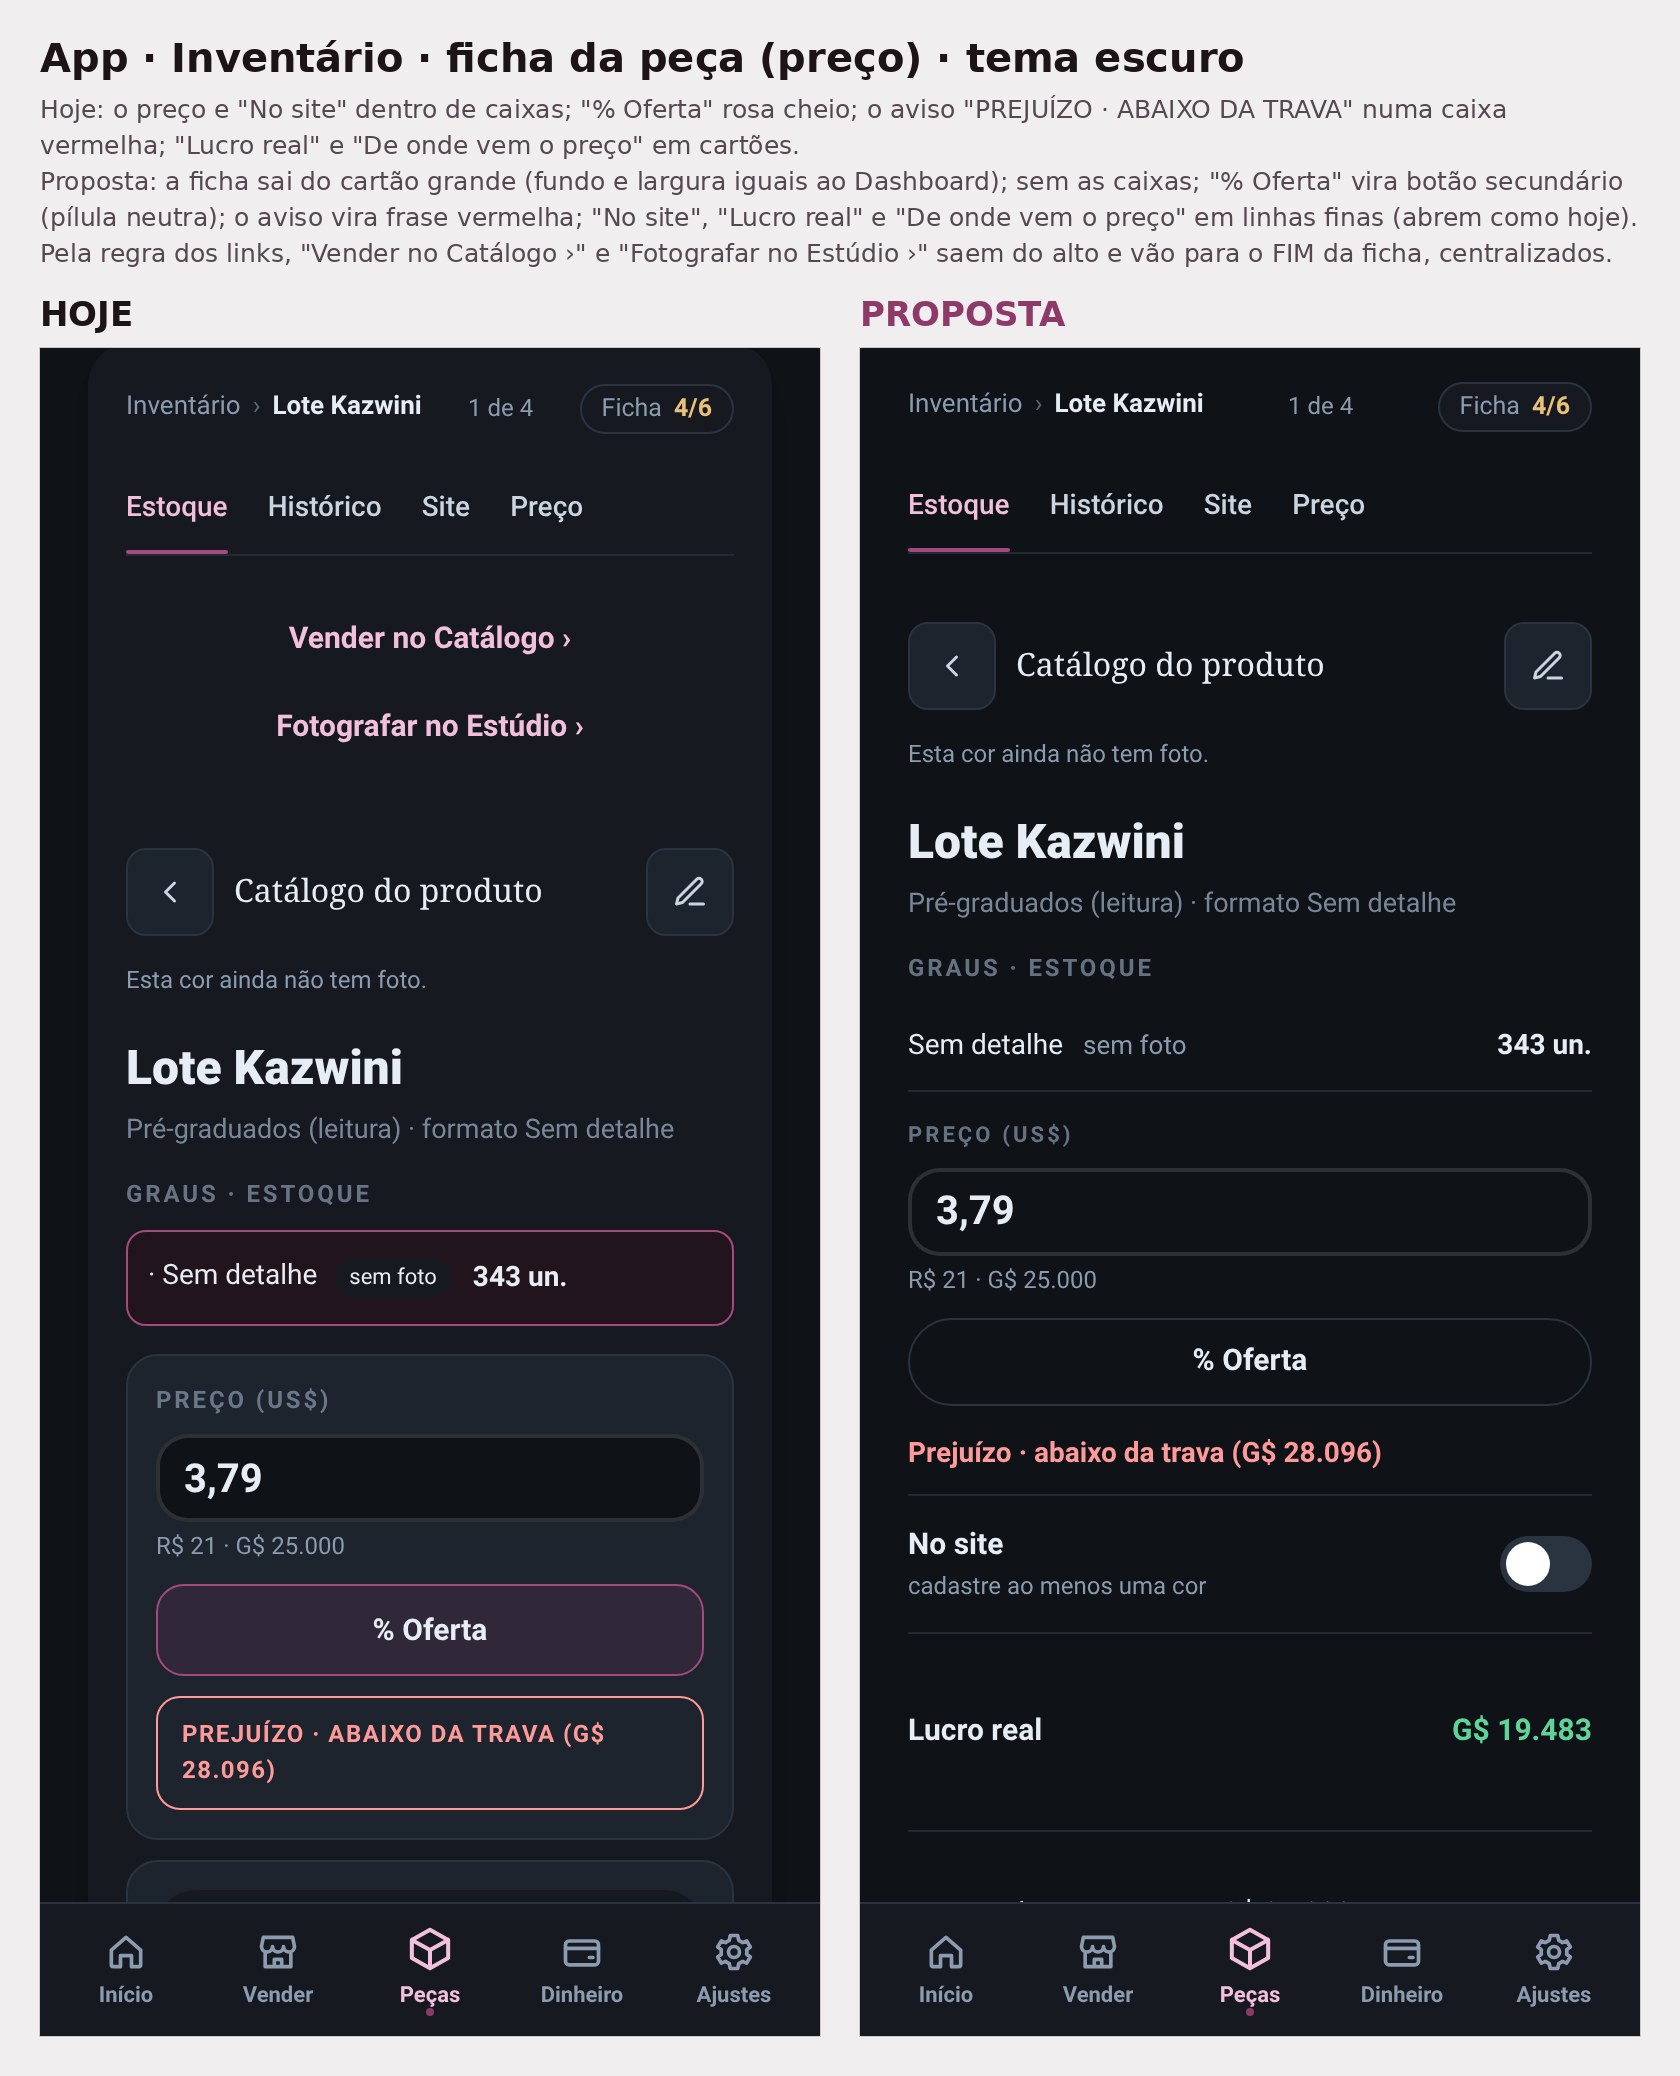 App · Inventário · ficha da peça (preço) · tema escuro
Hoje: o preço e "No site" dentro de caixas; "% Oferta" rosa cheio; o aviso "PREJUÍZO · ABAIXO DA TRAVA" numa caixa
vermelha; "Lucro real" e "De onde vem o preço" em cartões.
Proposta: a ficha sai do cartão grande (fundo e largura iguais ao Dashboard); sem as caixas; "% Oferta" vira botão secundário
(pílula neutra); o aviso vira frase vermelha; "No site", "Lucro real" e "De onde vem o preço" em linhas finas (abrem como hoje).
Pela regra dos links, "Vender no Catálogo ›" e "Fotografar no Estúdio ›" saem do alto e vão para o FIM da ficha, centralizados.
HOJE
Inventário › Lote Kazwini 1 de 4 Ficha 4/6
Estoque Histórico Site Preço
Vender no Catálogo ›
Fotografar no Estúdio ›
Catálogo do produto
Esta cor ainda não tem foto.
Lote Kazwini
Pré-graduados (leitura) · formato Sem detalhe
GRAUS · ESTOQUE
· Sem detalhe sem foto 343 un.
PREÇO (US$)
3,79
R$ 21 · G$ 25.000
% Oferta
PREJUÍZO · ABAIXO DA TRAVA (G$
28.096)
Início Vender Peças Dinheiro Ajustes
PROPOSTA
Inventário › Lote Kazwini 1 de 4 Ficha 4/6
Estoque Histórico Site Preço
Catálogo do produto
Esta cor ainda não tem foto.
Lote Kazwini
Pré-graduados (leitura) · formato Sem detalhe
GRAUS · ESTOQUE
Sem detalhe sem foto 343 un.
PREÇO (US$)
3,79
R$ 21 · G$ 25.000
% Oferta
Prejuízo · abaixo da trava (G$ 28.096)
No site
cadastre ao menos uma cor
Lucro real G$ 19.483
Início Vender Peças Dinheiro Ajustes